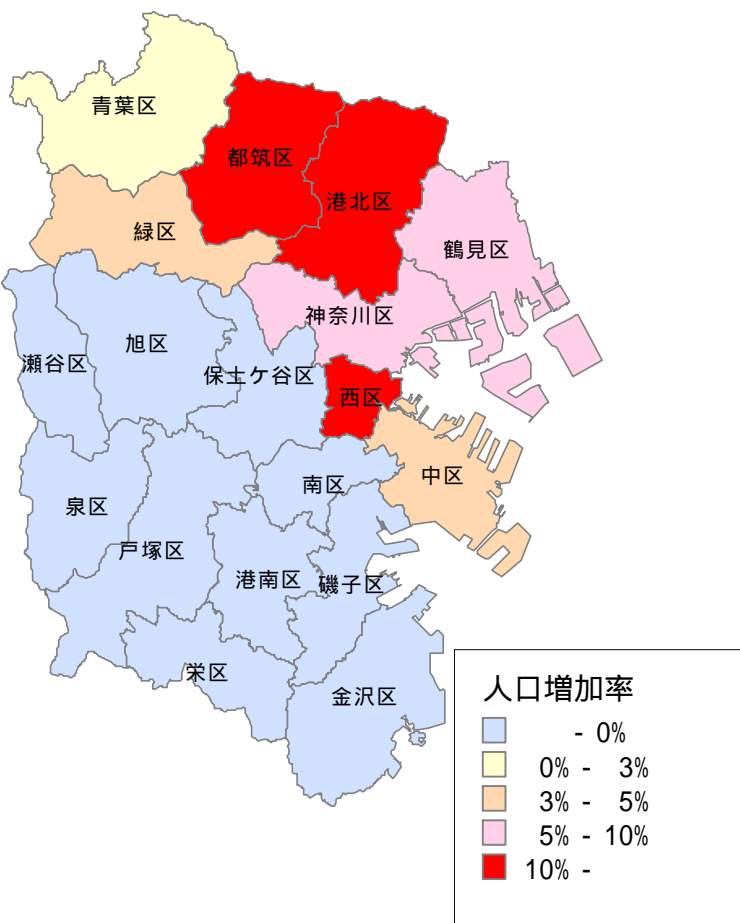 青葉区
都筑区
港北区
緑区
鶴見区
神奈川区
旭区
瀬谷区
保土ケ谷区
西区
中区
南区
泉区
戸塚区
港南区
磯子区
栄区
金沢区
人口増加率
- 0%
0% - 3%
3% - 5%
5% - 10%
10% -